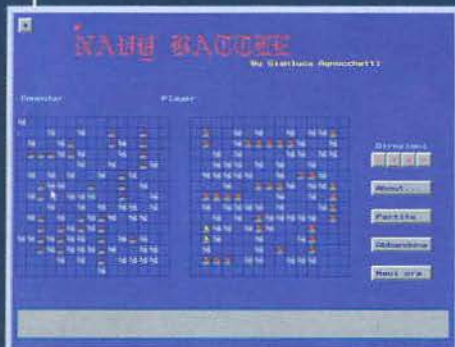 NAVY BATTLE
By Gianluca Agnocchetti
Computer Player
Direzioni
About...
Partita
Abbandona